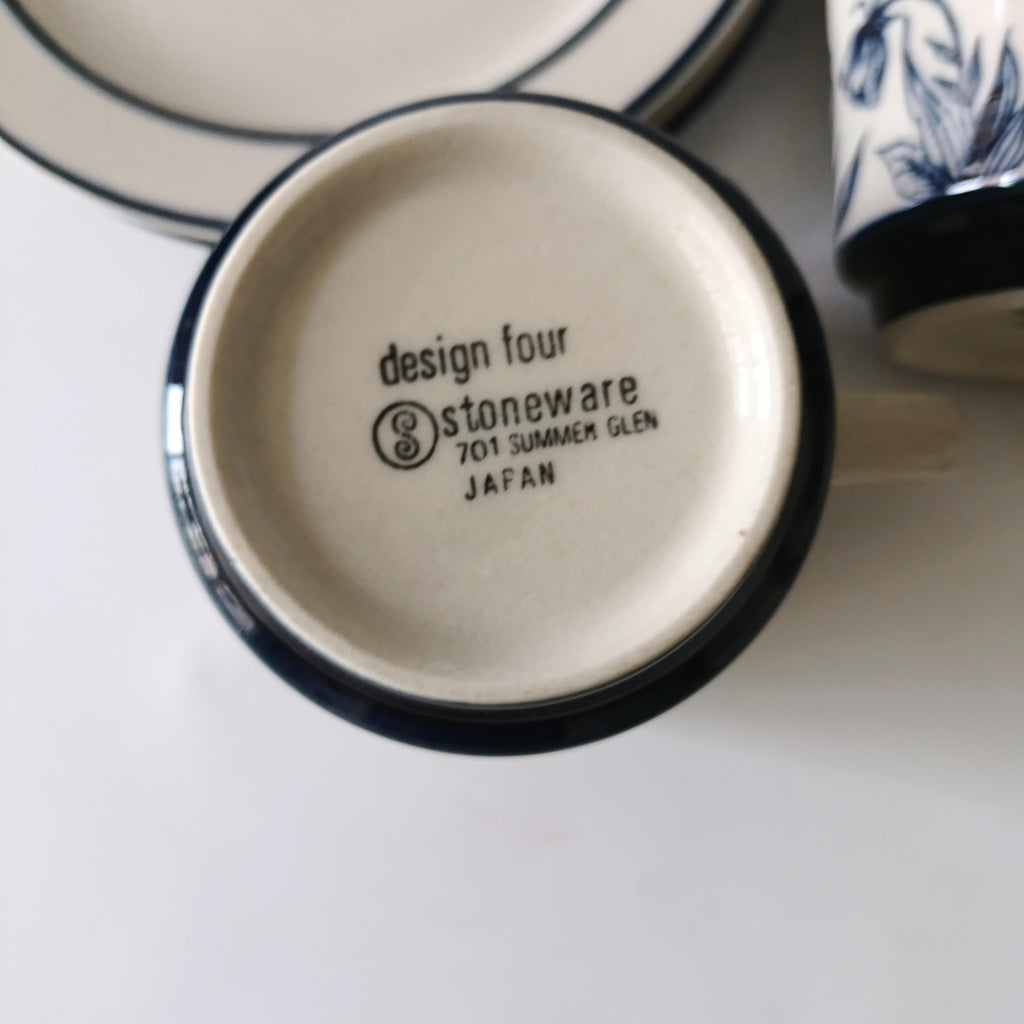 design four
S stoneware
701 SUMMER GLEN
JAPAN